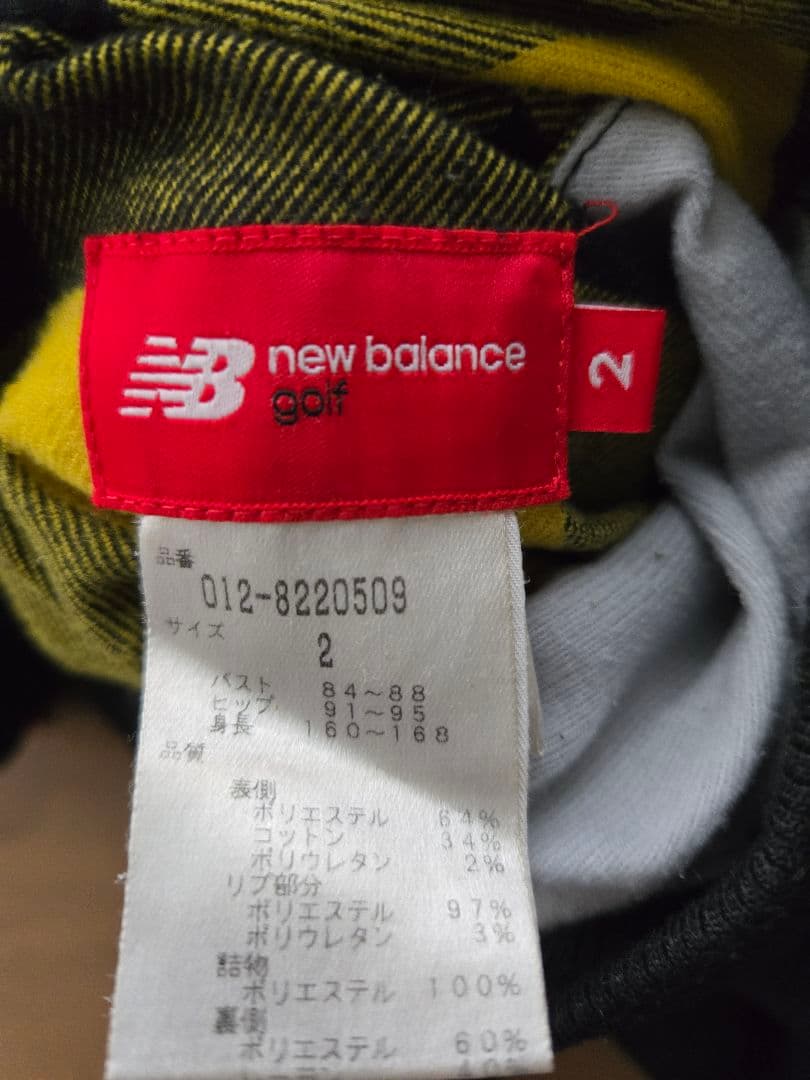 new balance
golf
2
品番
012-8220509
サイズ
2
バスト 84~88
ヒップ 91~95
身長 160~168
品質
表側
ポリエステル 64%
コットン 34%
ポリウレタン 2%
リブ部分
ポリエステル 97%
ポリウレタン 3%
詰物
ポリエステル 100%
裏側
ポリエステル 60%
40%